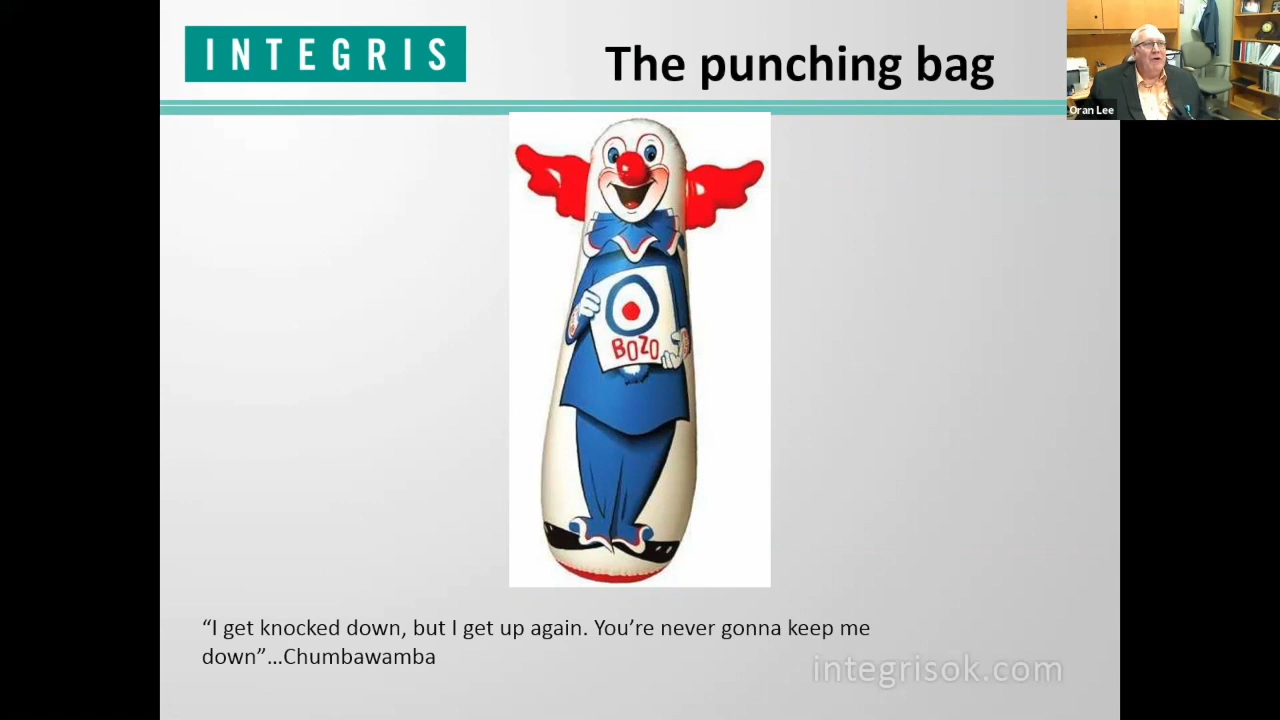 INTEGRIS
The punching bag
Oran Lee
BOZO
“I get knocked down, but I get up again. You’re never gonna keep me
down”…Chumbawamba
integrisok.com